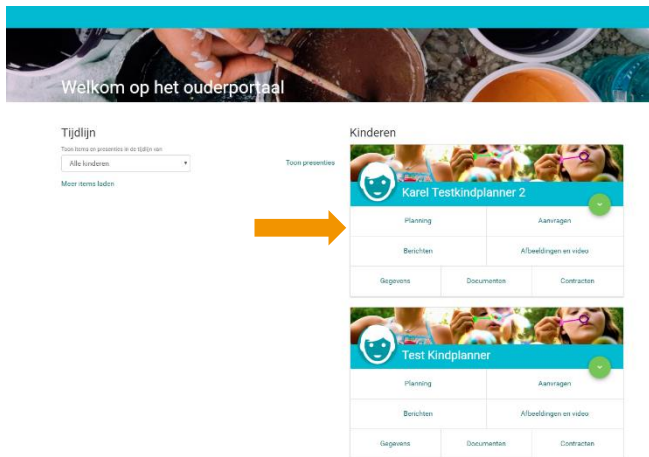 Welkom op het ouderportaal
Tijdlijn
Toon items en presenties in de tijdlijn van
Alle kinderen
Toon presenties
Meer items laden
Kinderen
Karel Testkindplanner 2
Planning
Aanvragen
Berichten
Afbeeldingen en video
Gegevens
Documenten
Contracten
Test Kindplanner
Planning
Aanvragen
Berichten
Afbeeldingen en video
Gegevens
Documenten
Contracten